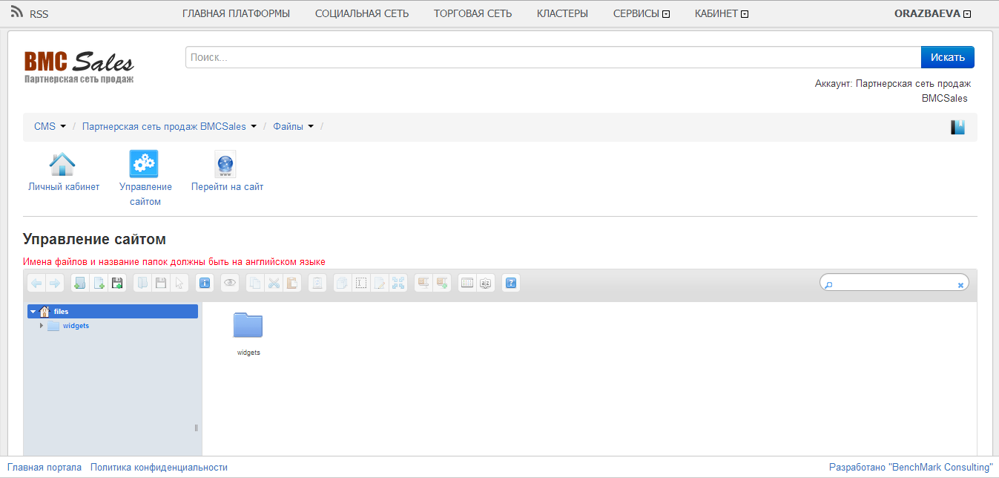 RSS ГЛАВНАЯ ПЛАТФОРМЫ СОЦИАЛЬНАЯ СЕТЬ ТОРГОВАЯ СЕТЬ КЛАСТЕРЫ СЕРВИСЫ КАБИНЕТ ORAZBAEVA
BMC Sales
Партнерская сеть продаж
Поиск... Искать
Аккаунт: Партнерская сеть продаж
BMCSales
CMS / Партнерская сеть продаж BMCSales / Файлы /
Личный кабинет Управление сайтом Перейти на сайт
Управление сайтом
Имена файлов и название папок должны быть на английском языке
files
widgets
widgets
Главная портала Политика конфиденциальности Разработано "BenchMark Consulting"